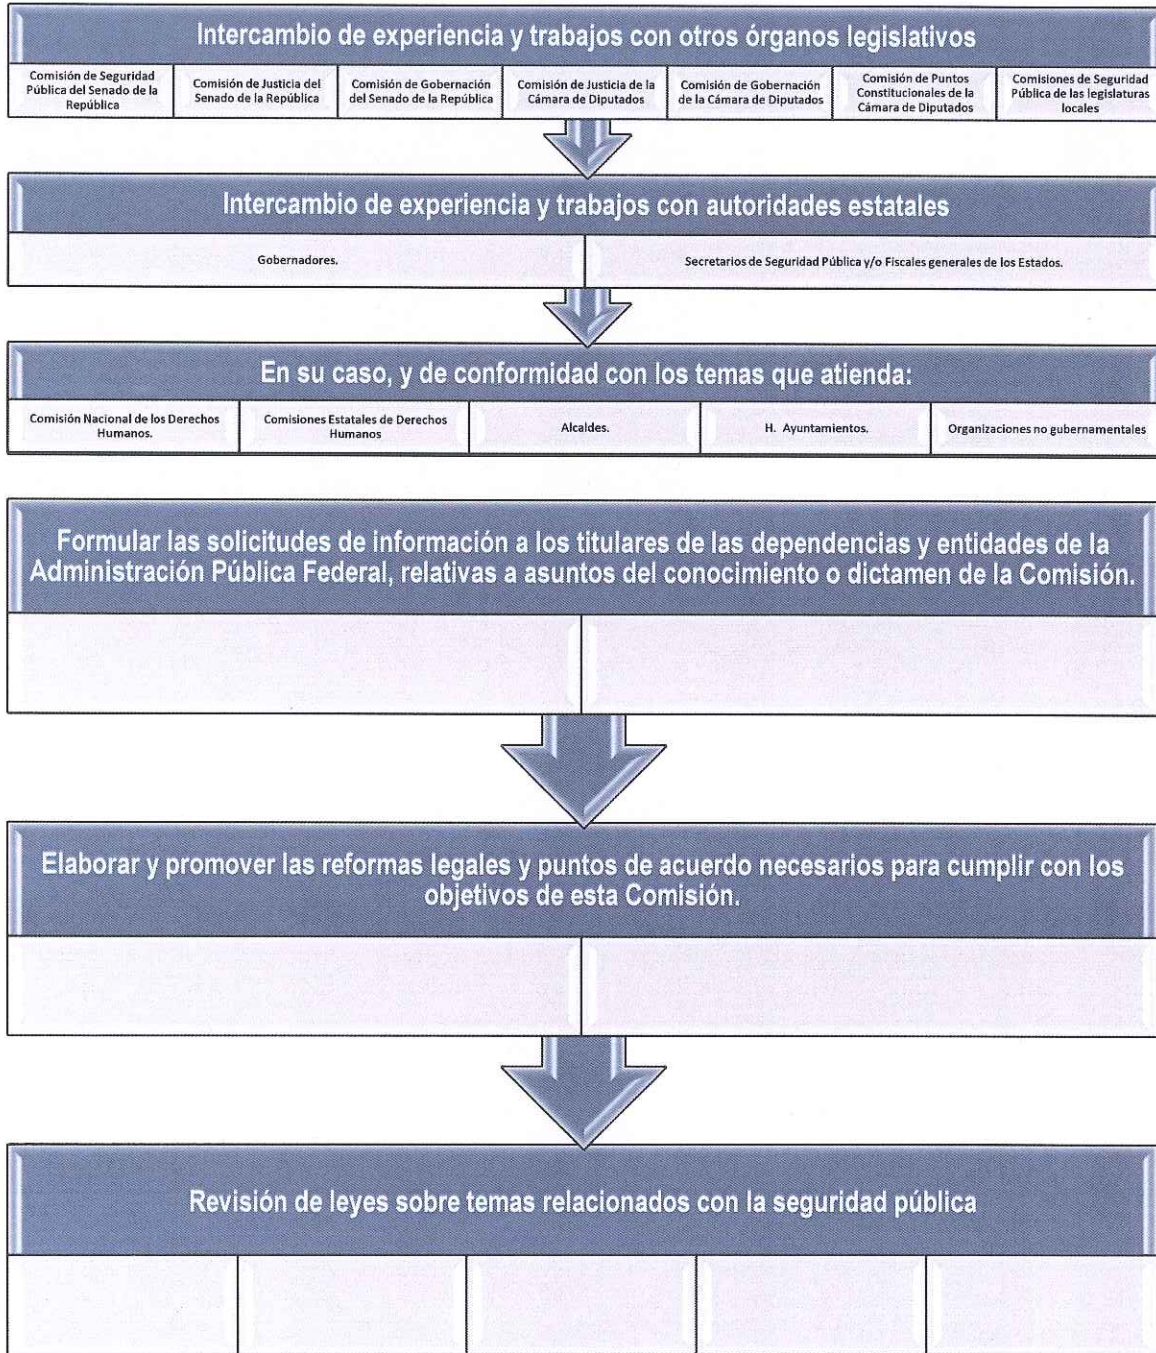 Intercambio de experiencia y trabajos con otros órganos legislativos
Comisión de Seguridad
Pública del Senado de la
República
Comisión de Justicia del
Senado de la República
Comisión de Gobernación
del Senado de la República
Comisión de Justicia de la
Cámara de Diputados
Comisión de Gobernación
de la Cámara de Diputados
Comisión de Puntos
Constitucionales de la
Cámara de Diputados
Comisiones de Seguridad
Pública de las legislaturas
locales
Intercambio de experiencia y trabajos con autoridades estatales
Gobernadores.
Secretarios de Seguridad Pública y/o Fiscales generales de los Estados.
En su caso, y de conformidad con los temas que atienda:
Comisión Nacional de los Derechos
Humanos.
Comisiones Estatales de Derechos
Humanos
Alcaldes.
H. Ayuntamientos.
Organizaciones no gubernamentales
Formular las solicitudes de información a los titulares de las dependencias y entidades de la
Administración Pública Federal, relativas a asuntos del conocimiento o dictamen de la Comisión.
Elaborar y promover las reformas legales y puntos de acuerdo necesarios para cumplir con los
objetivos de esta Comisión.
Revisión de leyes sobre temas relacionados con la seguridad pública